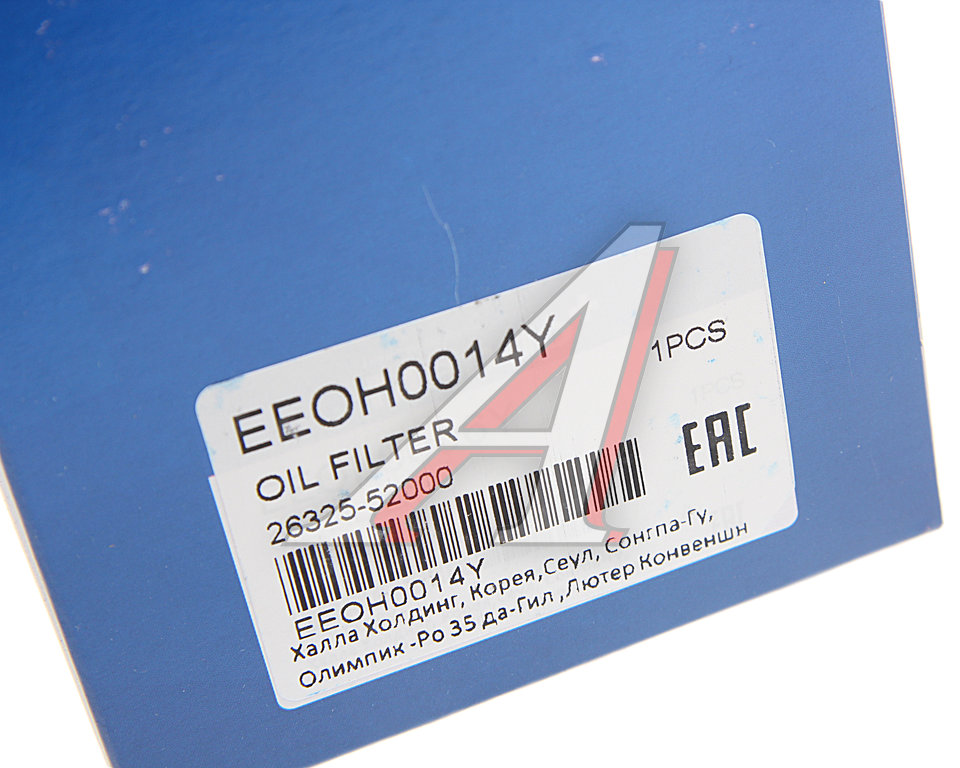 EEOH0014Y
1PCS
OIL FILTER
26325-52000
EAC
EEOH0014Y
Халла Холдинг, Корея,Сеул, Сонгпа-Гу,
Олимпик -Ро 35 да-Гил ,Лютер Конвеншн